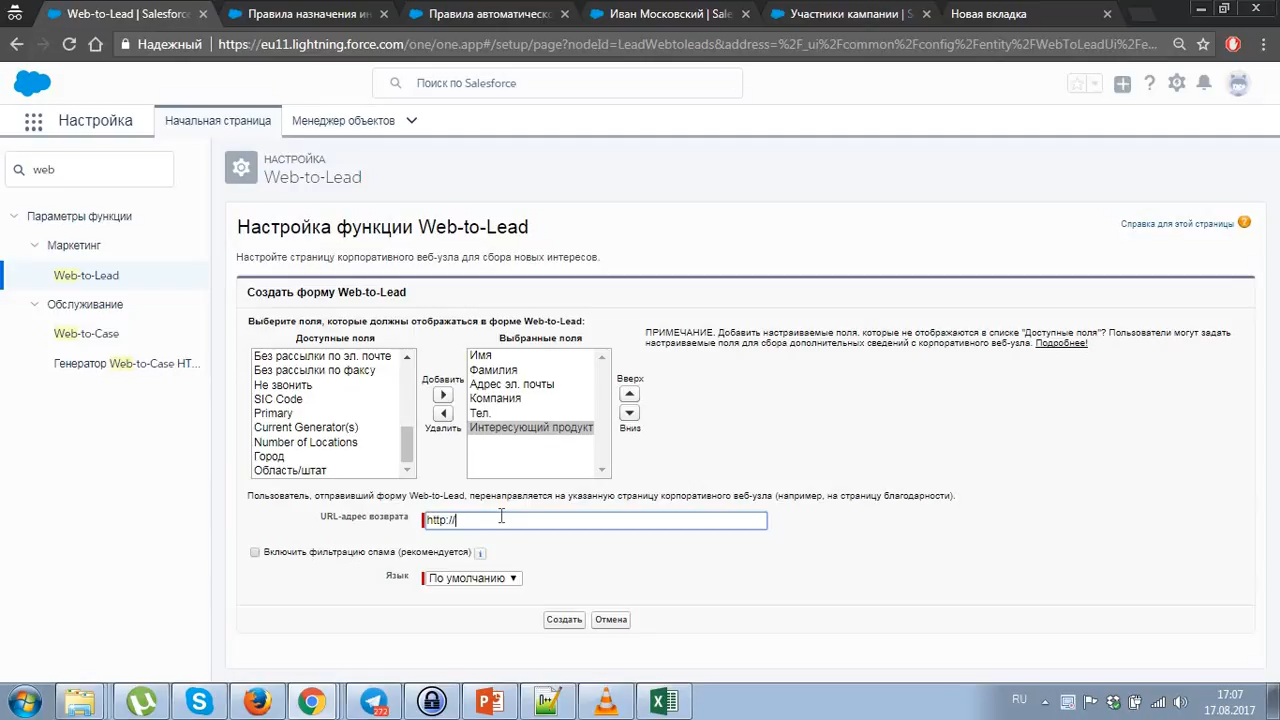 Web-to-Lead | Salesforce
Правила назначения ин
Правила автоматическо
Иван Московский | Sale
Участники кампании | S
Новая вкладка
Надежный
https://eu11.lightning.force.com/one/one.app#/setup/page?nodeId=LeadWebtoleads&address=%2F_ui%2Fcommon%2Fconfig%2Fentity%2FWebToLeadUi%2Fe...
Поиск по Salesforce
Настройка
Начальная страница
Менеджер объектов
web
Параметры функции
Маркетинг
Web-to-Lead
Обслуживание
Web-to-Case
Генератор Web-to-Case HT...
НАСТРОЙКА
Web-to-Lead
Настройка функции Web-to-Lead
Справка для этой страницы
Настройте страницу корпоративного веб-узла для сбора новых интересов.
Создать форму Web-to-Lead
Выберите поля, которые должны отображаться в форме Web-to-Lead:
Доступные поля
Без рассылки по эл. почте
Без рассылки по факсу
Не звонить
SIC Code
Primary
Current Generator(s)
Number of Locations
Город
Область/штат
Добавить
Удалить
Выбранные поля
Имя
Фамилия
Адрес эл. почты
Компания
Тел.
Интересующий продукт
Вверх
Вниз
ПРИМЕЧАНИЕ. Добавить настраиваемые поля, которые не отображаются в списке "Доступные поля"? Пользователи могут задать
настраиваемые поля для сбора дополнительных сведений с корпоративного веб-узла. Подробнее!
Пользователь, отправивший форму Web-to-Lead, перенаправляется на указанную страницу корпоративного веб-узла (например, на страницу благодарности).
URL-адрес возврата
http://
Включить фильтрацию спама (рекомендуется)
Язык
По умолчанию
Создать
Отмена
272
RU
17:07
17.08.2017